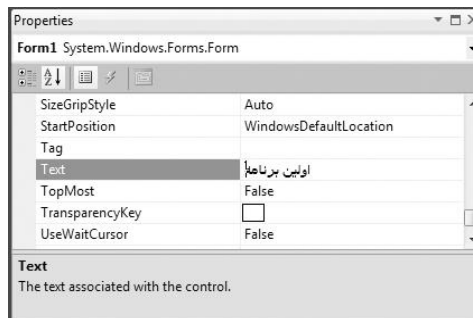 Properties
Form1 System.Windows.Forms.Form
SizeGripStyle Auto
StartPosition WindowsDefaultLocation
Tag
Text اولین برنامه
TopMost False
TransparencyKey
UseWaitCursor False
Text
The text associated with the control.